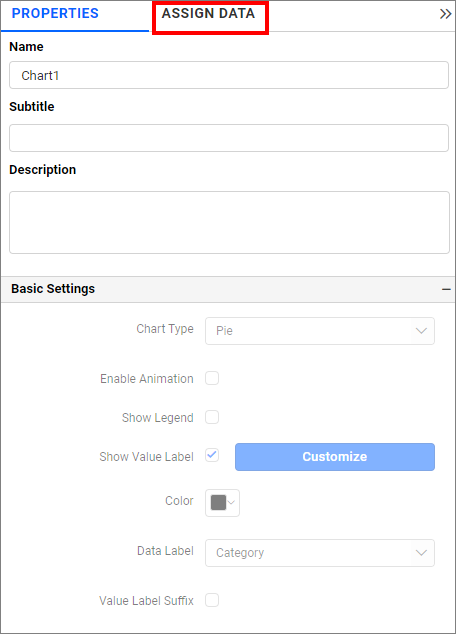 PROPERTIES ASSIGN DATA
Name
Chart1
Subtitle
Description
Basic Settings
Chart Type Pie
Enable Animation
Show Legend
Show Value Label Customize
Color
Data Label Category
Value Label Suffix